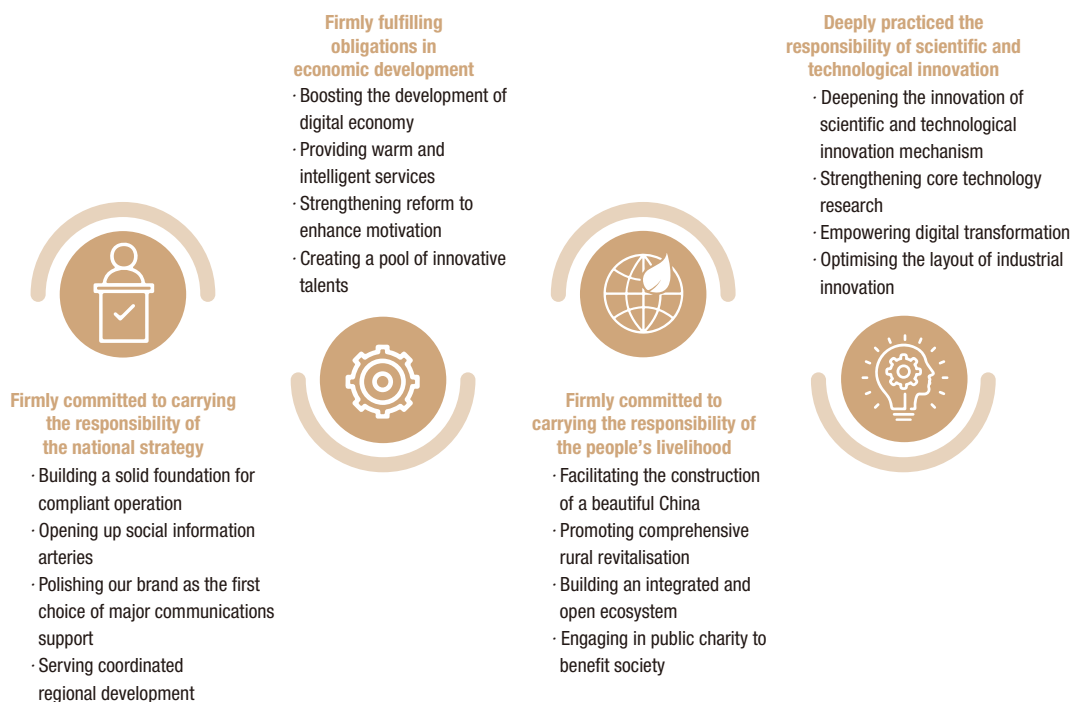 Firmly committed to carrying
the responsibility of
the national strategy
· Building a solid foundation for
compliant operation
· Opening up social information
arteries
· Polishing our brand as the first
choice of major communications
support
· Serving coordinated
regional development
Firmly fulfilling
obligations in
economic development
· Boosting the development of
digital economy
· Providing warm and
intelligent services
· Strengthening reform to
enhance motivation
· Creating a pool of innovative
talents
Firmly committed to
carrying the responsibility of
the people's livelihood
· Facilitating the construction
of a beautiful China
· Promoting comprehensive
rural revitalisation
· Building an integrated and
open ecosystem
· Engaging in public charity to
benefit society
Deeply practiced the
responsibility of scientific and
technological innovation
· Deepening the innovation of
scientific and technological
innovation mechanism
· Strengthening core technology
research
· Empowering digital transformation
· Optimising the layout of industrial
innovation